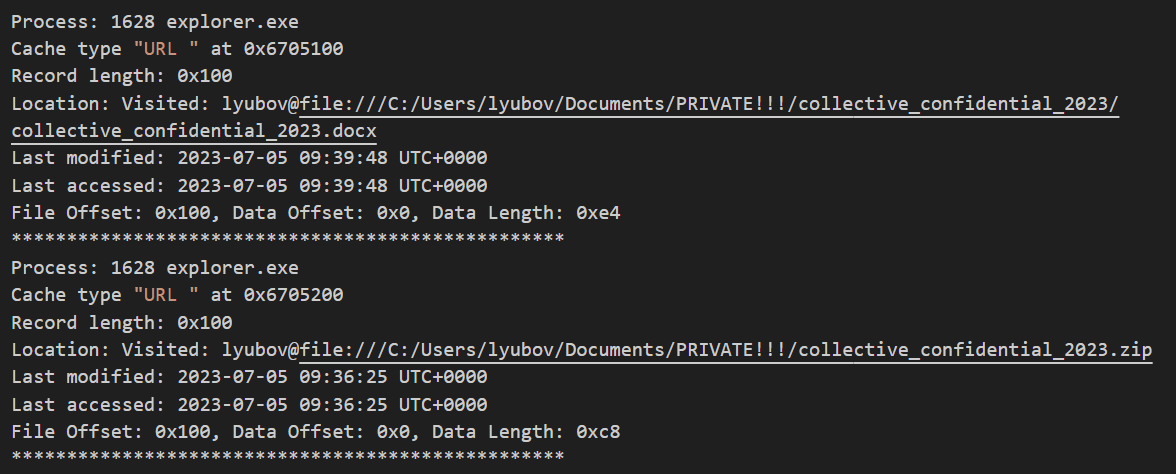 Process: 1628 explorer.exe
Cache type "URL " at 0x6705100
Record length: 0x100
Location: Visited: lyubov@file:///C:/Users/lyubov/Documents/PRIVATE!!!/collective_confidential_2023/
collective_confidential_2023.docx
Last modified: 2023-07-05 09:39:48 UTC+0000
Last accessed: 2023-07-05 09:39:48 UTC+0000
File Offset: 0x100, Data Offset: 0x0, Data Length: 0xe4
**************************************************
Process: 1628 explorer.exe
Cache type "URL " at 0x6705200
Record length: 0x100
Location: Visited: lyubov@file:///C:/Users/lyubov/Documents/PRIVATE!!!/collective_confidential_2023.zip
Last modified: 2023-07-05 09:36:25 UTC+0000
Last accessed: 2023-07-05 09:36:25 UTC+0000
File Offset: 0x100, Data Offset: 0x0, Data Length: 0xc8
**************************************************